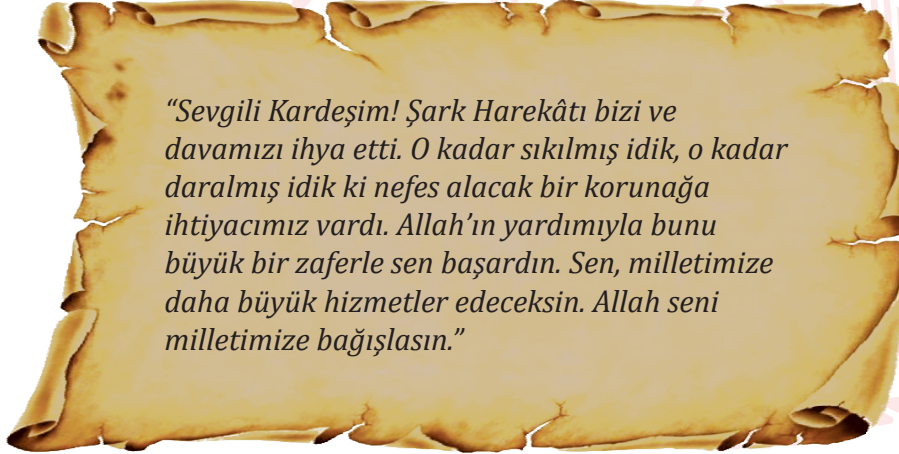 “Sevgili Kardeşim! Şark Harekâtı bizi ve
davamızı ihya etti. O kadar sıkılmış idik, o kadar
daralmış idik ki nefes alacak bir korunağa
ihtiyacımız vardı. Allah’ın yardımıyla bunu
büyük bir zaferle sen başardın. Sen, milletimize
daha büyük hizmetler edeceksin. Allah seni
milletimize bağışlasın.”